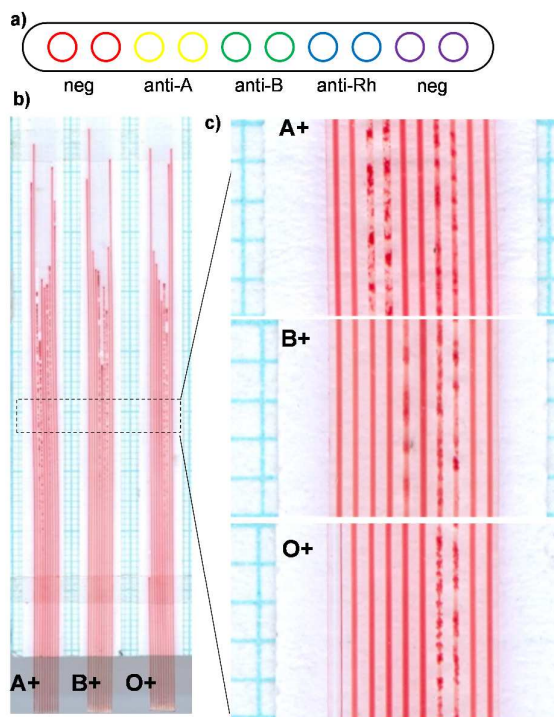 a)
neg anti-A anti-B anti-Rh neg
b)
c)
A+
B+
O+
A+ B+ O+